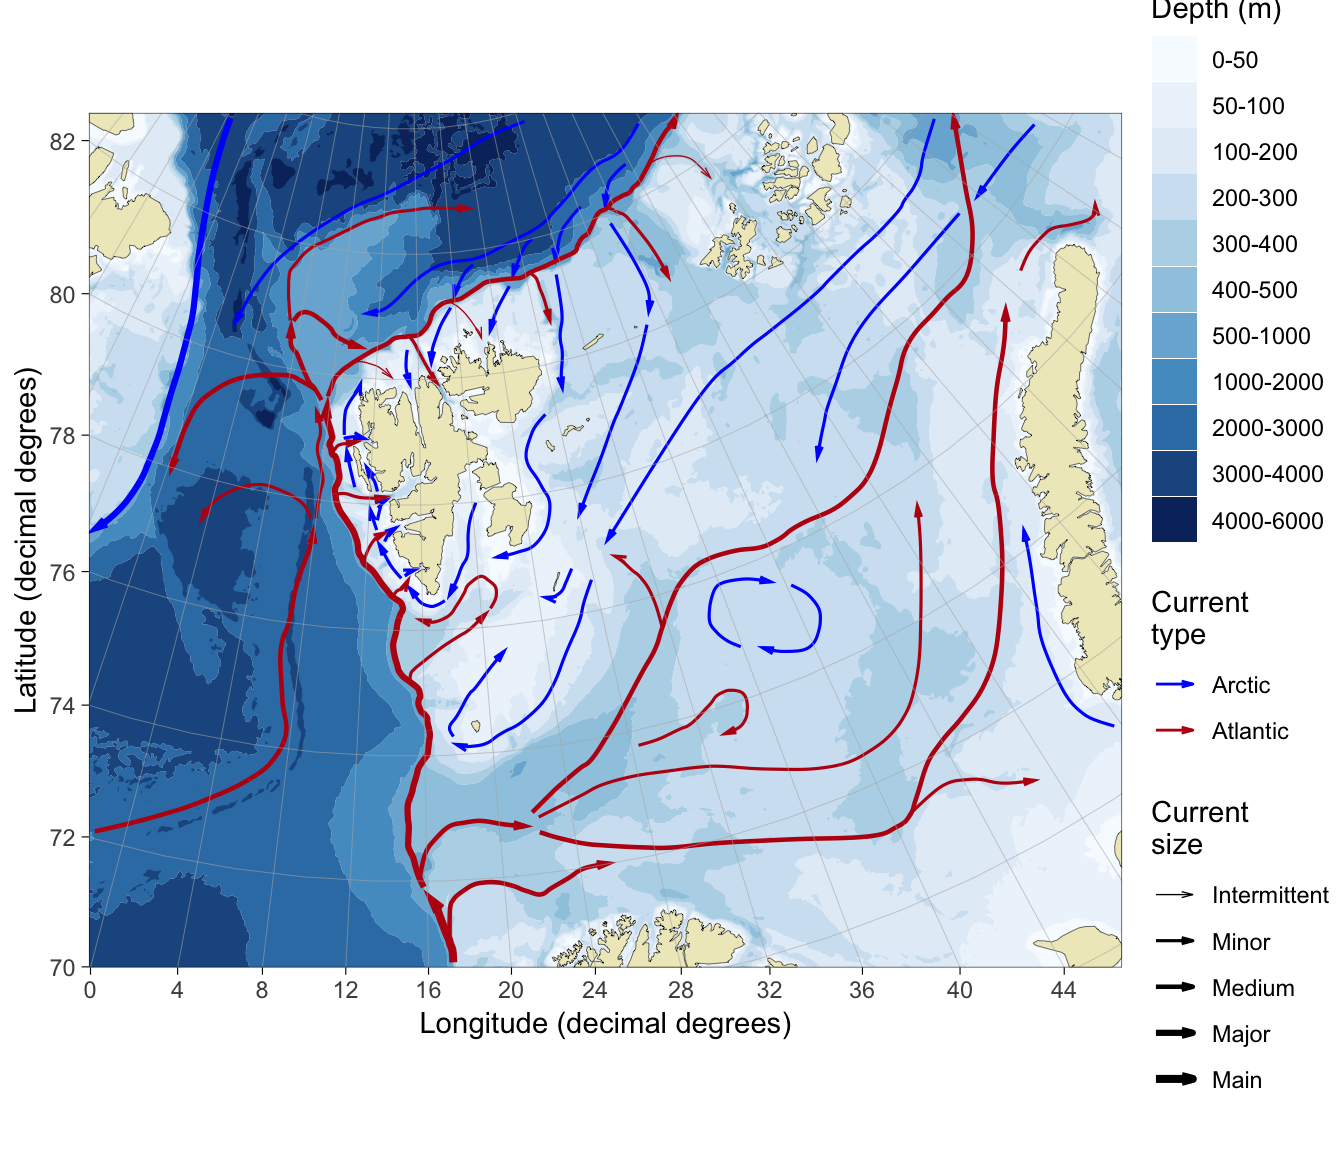 Depth (m)
0-50
50-100
100-200
200-300
300-400
400-500
500-1000
1000-2000
2000-3000
3000-4000
4000-6000
Current
type
Arctic
Atlantic
Current
size
Intermittent
Minor
Medium
Major
Main
82
80
78
76
74
72
70
Latitude (decimal degrees)
0 4 8 12 16 20 24 28 32 36 40 44
Longitude (decimal degrees)